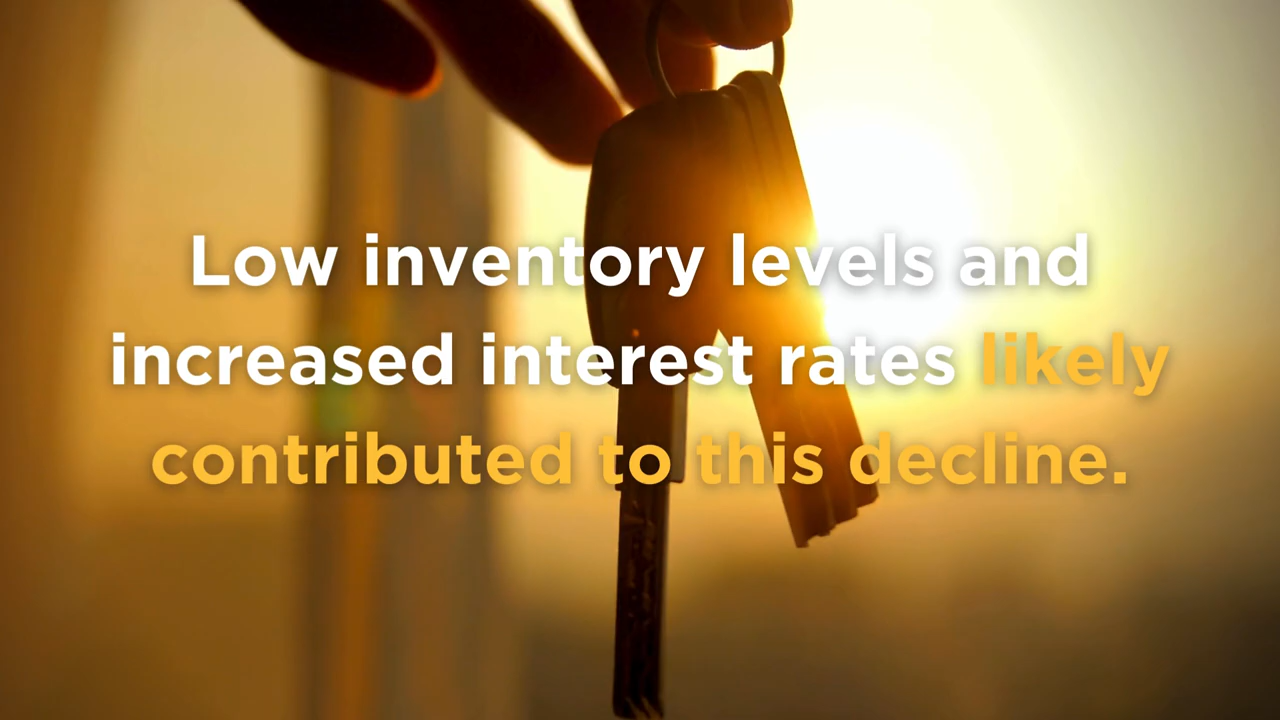 Low inventory levels and
increased interest rates likely
contributed to this decline.